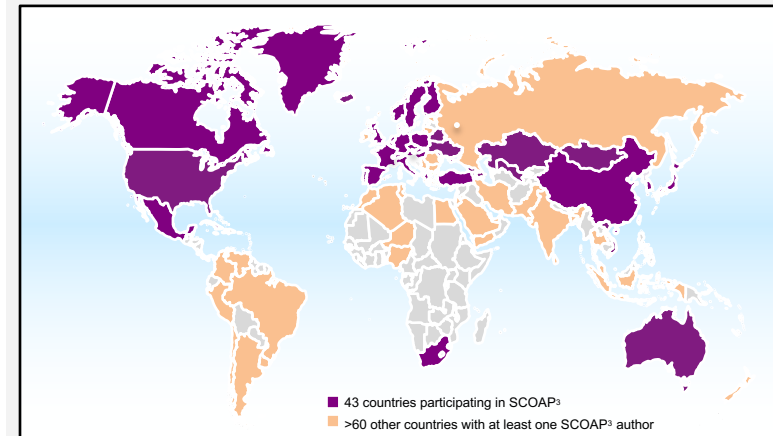 43 countries participating in SCOAP³
>60 other countries with at least one SCOAP³ author